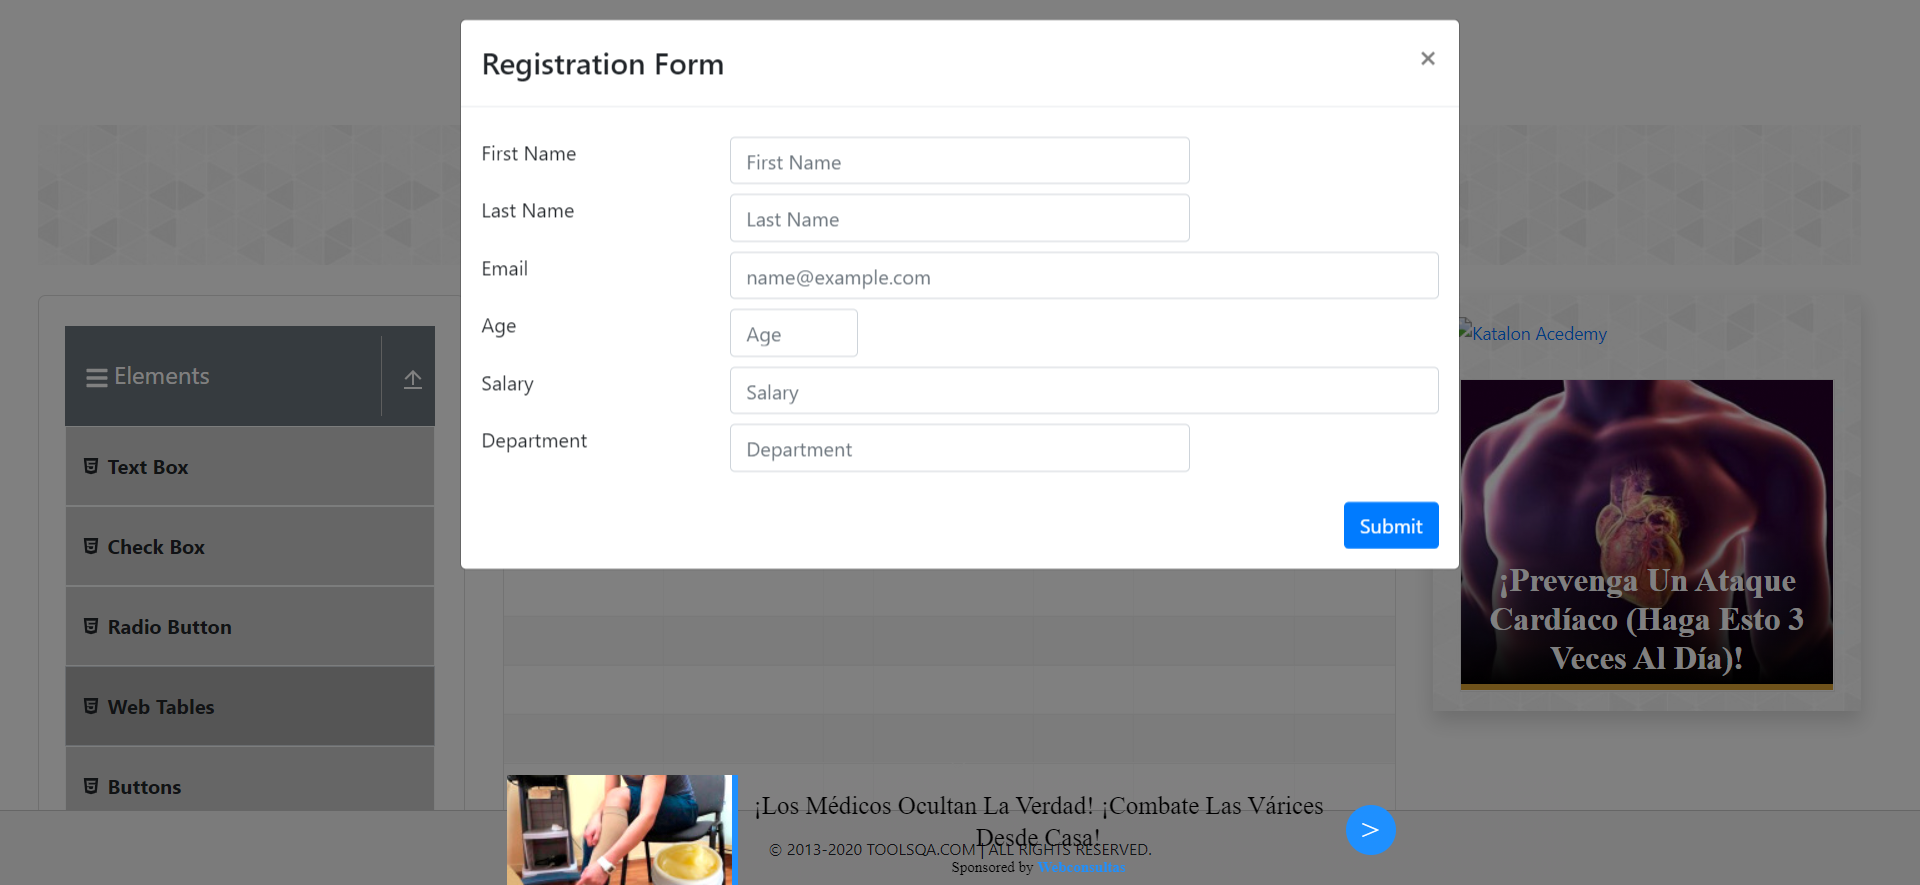 Registration Form
×
First Name
First Name
Last Name
Last Name
Email
name@example.com
Age
Age
Salary
Salary
Department
Department
Submit
Elements
Text Box
Check Box
Radio Button
Web Tables
Buttons
Katalon Acedemy
¡Prevenga Un Ataque
Cardíaco (Haga Esto 3
Veces Al Día)!
¡Los Médicos Ocultan La Verdad! ¡Combate Las Várices
Desde Casa!
>
© 2013-2020 TOOLSQA.COM | ALL RIGHTS RESERVED.
Sponsored by